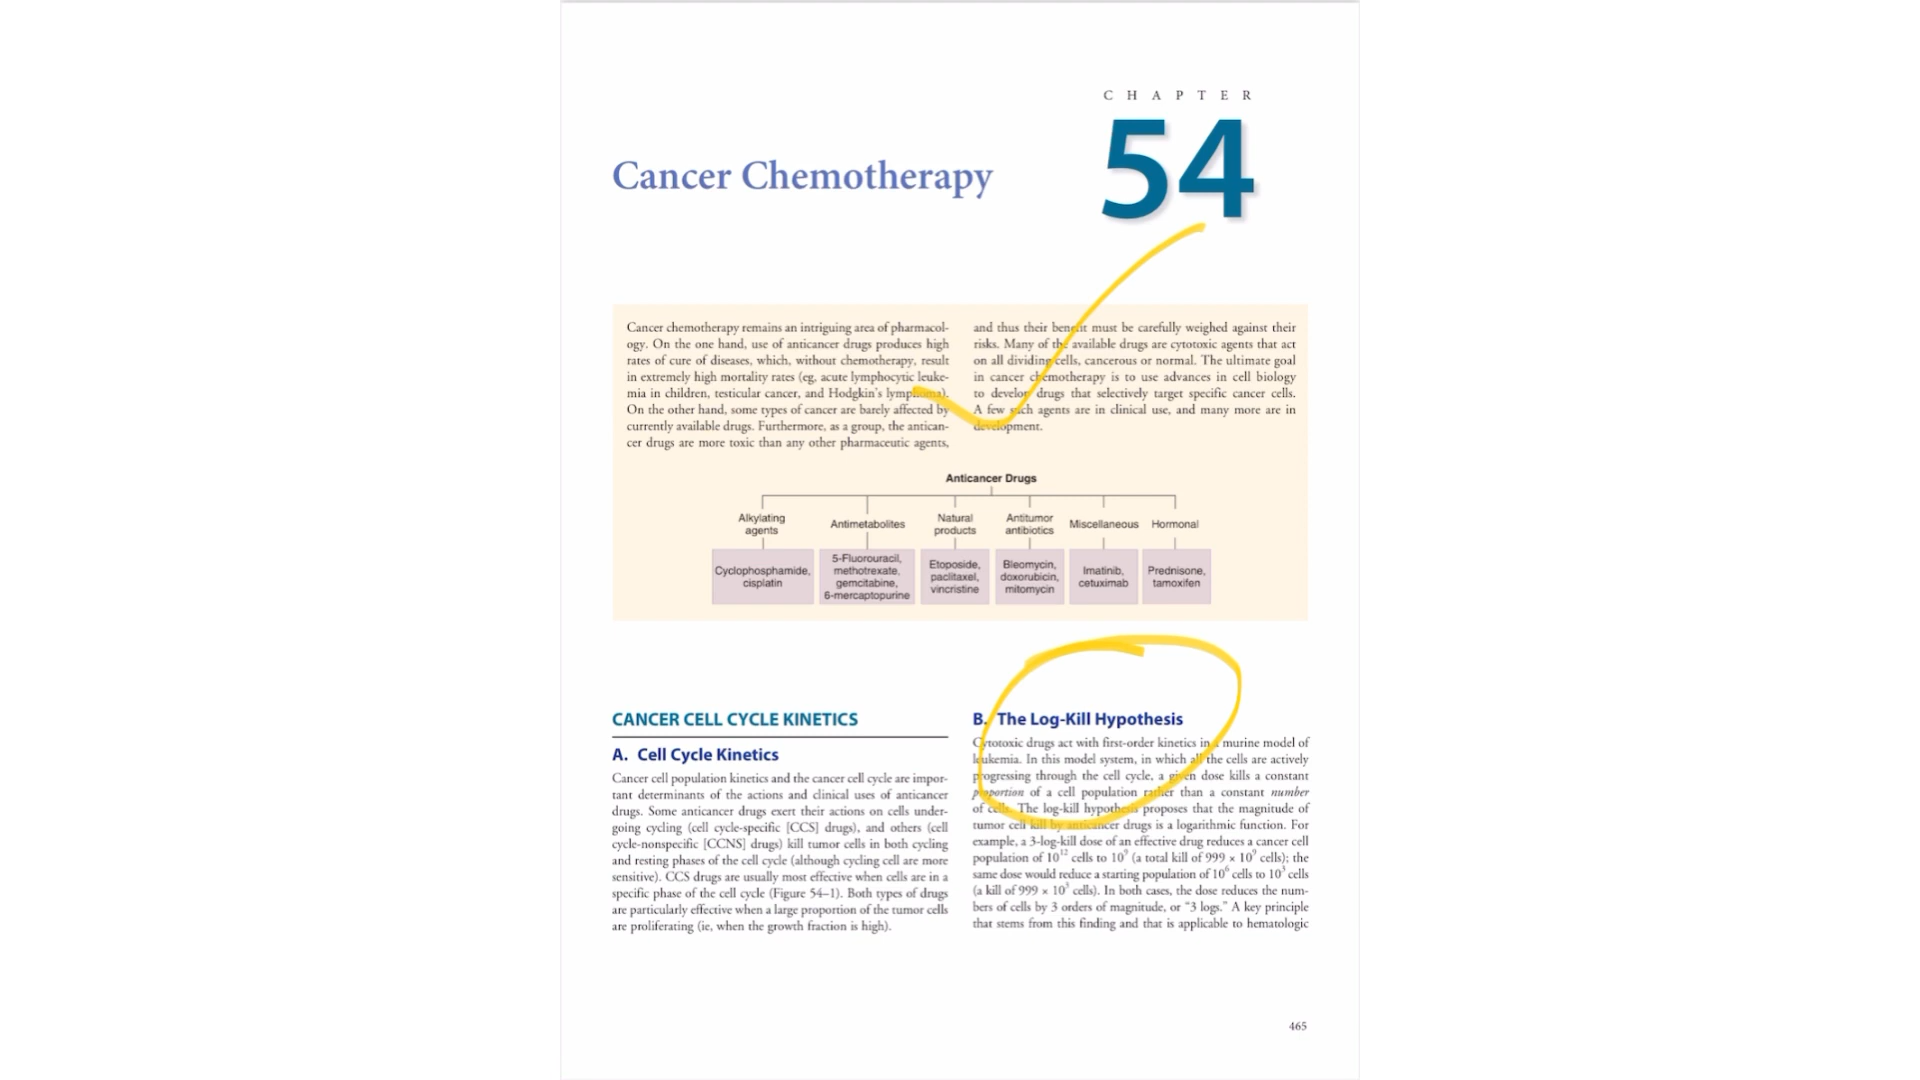 CHAPTER
54
Cancer Chemotherapy
Cancer chemotherapy remains an intriguing area of pharmacol-
ogy. On the one hand, use of anticancer drugs produces high
rates of cure of diseases, which, without chemotherapy, result
in extremely high mortality rates (eg, acute lymphocytic leuke-
mia in children, testicular cancer, and Hodgkin's lymphoma).
On the other hand, some types of cancer are barely affected by
currently available drugs. Furthermore, as a group, the antican-
cer drugs are more toxic than any other pharmaceutic agents,
and thus their benefit must be carefully weighed against their
risks. Many of the available drugs are cytotoxic agents that act
on all dividing cells, cancerous or normal. The ultimate goal
in cancer chemotherapy is to use advances in cell biology
to develop drugs that selectively target specific cancer cells.
A few such agents are in clinical use, and many more are in
development.
Anticancer Drugs
Alkylating
agents
Antimetabolites
Natural
products
Antitumor
antibiotics
Miscellaneous
Hormonal
Cyclophosphamide,
cisplatin
5-Fluorouracil,
methotrexate,
gemcitabine,
6-mercaptopurine
Etoposide,
paclitaxel,
vincristine
Bleomycin,
doxorubicin,
mitomycin
Imatinib,
cetuximab
Prednisone,
tamoxifen
CANCER CELL CYCLE KINETICS
A. Cell Cycle Kinetics
Cancer cell population kinetics and the cancer cell cycle are impor-
tant determinants of the actions and clinical uses of anticancer
drugs. Some anticancer drugs exert their actions on cells under-
going cycling (cell cycle-specific [CCS] drugs), and others (cell
cycle-nonspecific [CCNS] drugs) kill tumor cells in both cycling
and resting phases of the cell cycle (although cycling cell are more
sensitive). CCS drugs are usually most effective when cells are in a
specific phase of the cell cycle (Figure 54–1). Both types of drugs
are particularly effective when a large proportion of the tumor cells
are proliferating (ie, when the growth fraction is high).
B. The Log-Kill Hypothesis
Cytotoxic drugs act with first-order kinetics in a murine model of
leukemia. In this model system, in which all the cells are actively
progressing through the cell cycle, a given dose kills a constant
proportion of a cell population rather than a constant number
of cells. The log-kill hypothesis proposes that the magnitude of
tumor cell kill by anticancer drugs is a logarithmic function. For
example, a 3-log-kill dose of an effective drug reduces a cancer cell
population of 10¹² cells to 10⁹ (a total kill of 999 × 10⁹ cells); the
same dose would reduce a starting population of 10⁶ cells to 10³ cells
(a kill of 999 × 10³ cells). In both cases, the dose reduces the num-
bers of cells by 3 orders of magnitude, or "3 logs." A key principle
that stems from this finding and that is applicable to hematologic
465